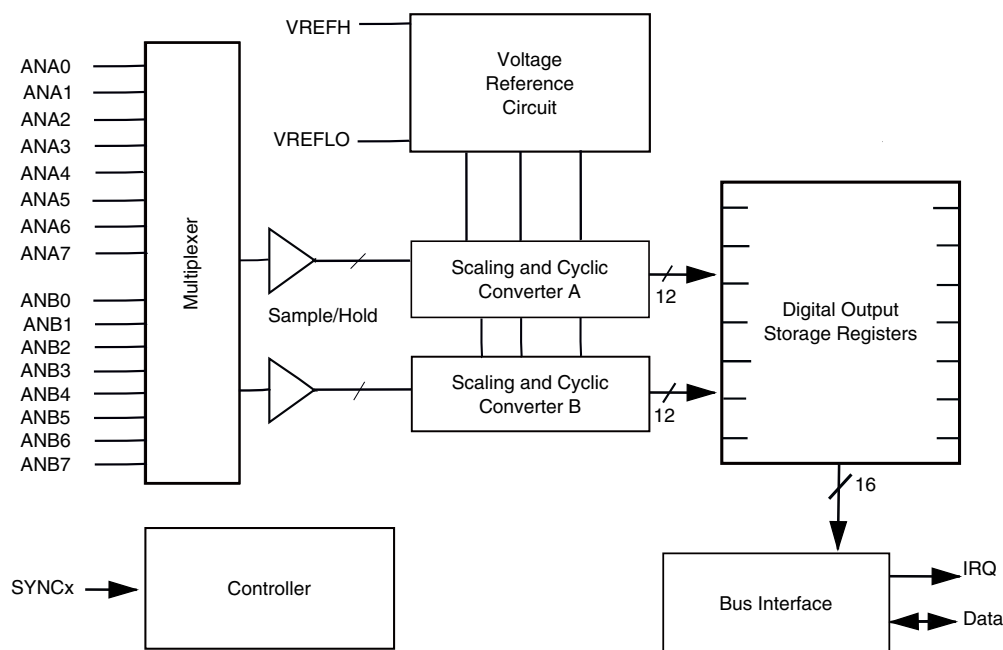 VREFH
VREFLO
Voltage
Reference
Circuit
ANA0
ANA1
ANA2
ANA3
ANA4
ANA5
ANA6
ANA7
ANB0
ANB1
ANB2
ANB3
ANB4
ANB5
ANB6
ANB7
Multiplexer
Sample/Hold
Scaling and Cyclic
Converter A
12
Scaling and Cyclic
Converter B
12
Digital Output
Storage Registers
16
SYNCx
Controller
Bus Interface
IRQ
Data